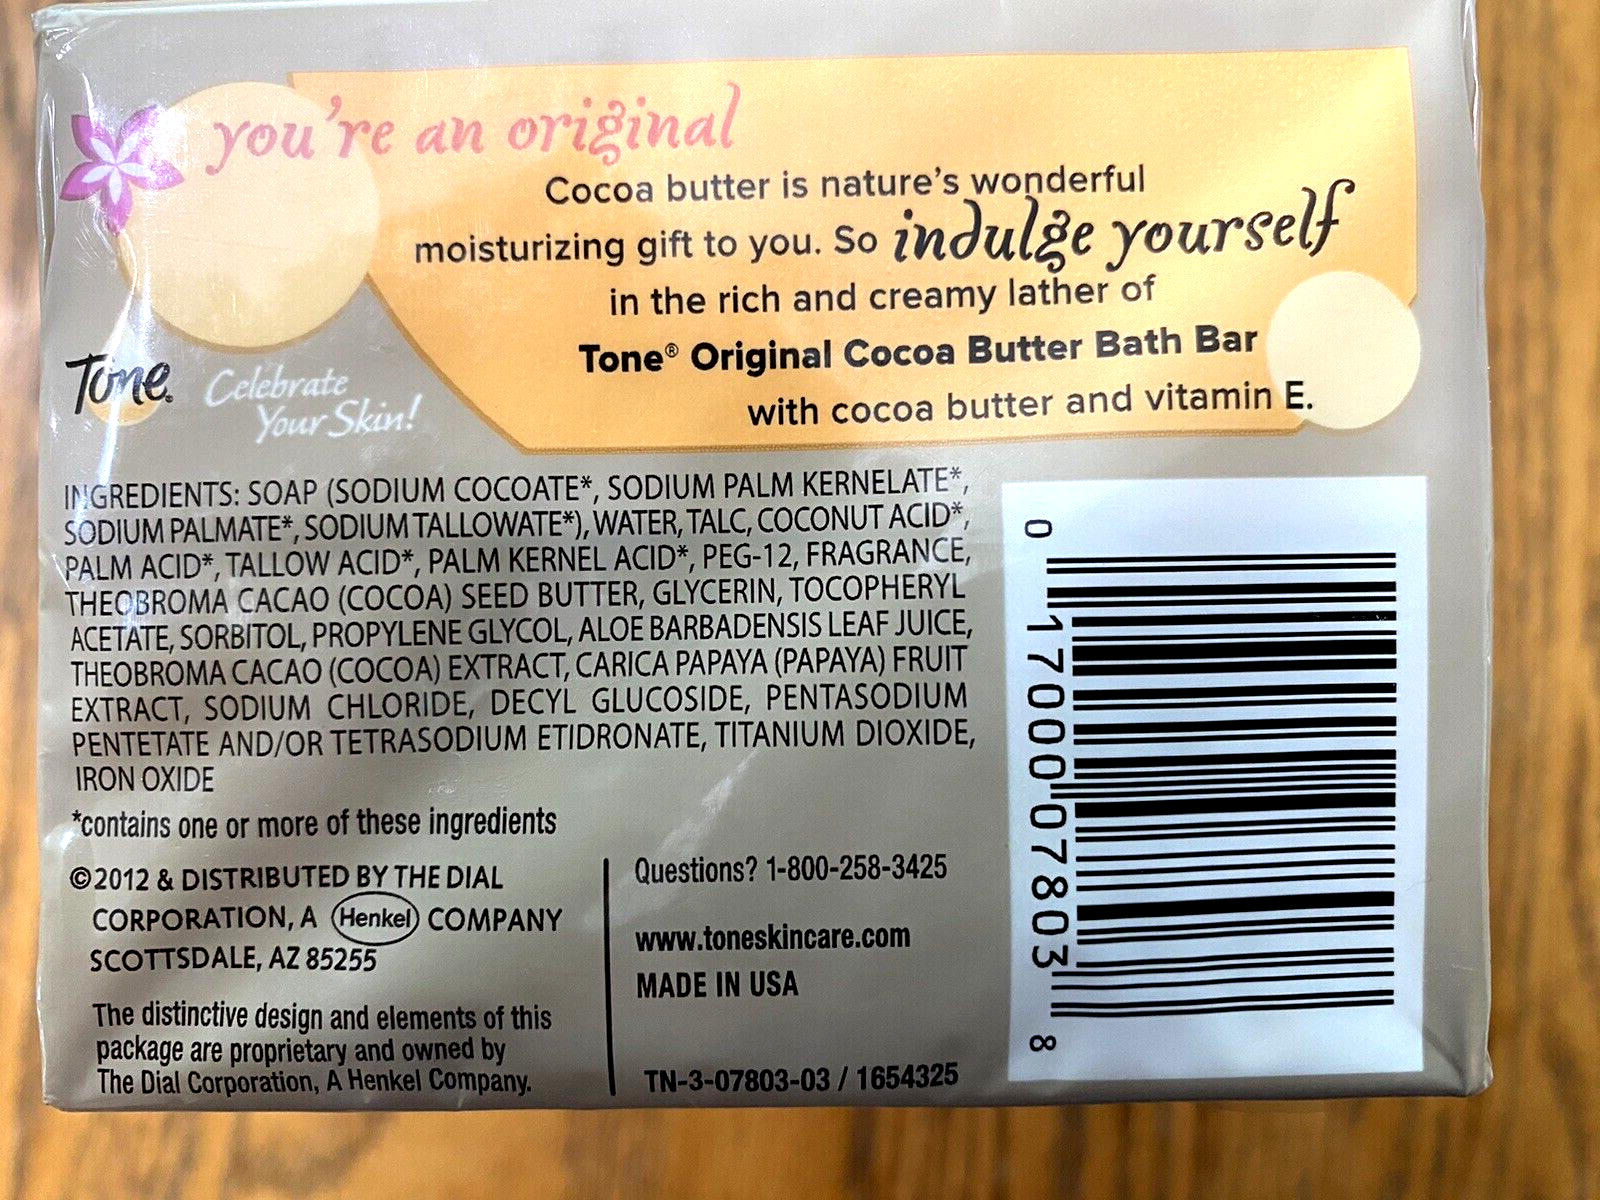 you're an original
Cocoa butter is nature's wonderful
moisturizing gift to you. So indulge yourself
in the rich and creamy lather of
Tone® Original Cocoa Butter Bath Bar
with cocoa butter and vitamin E.
Tone®
Celebrate
Your Skin!
INGREDIENTS: SOAP (SODIUM COCOATE*, SODIUM PALM KERNELATE*,
SODIUM PALMATE*, SODIUM TALLOWATE*), WATER, TALC, COCONUT ACID*,
PALM ACID*, TALLOW ACID*, PALM KERNEL ACID*, PEG-12, FRAGRANCE,
THEOBROMA CACAO (COCOA) SEED BUTTER, GLYCERIN, TOCOPHERYL
ACETATE, SORBITOL, PROPYLENE GLYCOL, ALOE BARBADENSIS LEAF JUICE,
THEOBROMA CACAO (COCOA) EXTRACT, CARICA PAPAYA (PAPAYA) FRUIT
EXTRACT, SODIUM CHLORIDE, DECYL GLUCOSIDE, PENTASODIUM
PENTETATE AND/OR TETRASODIUM ETIDRONATE, TITANIUM DIOXIDE,
IRON OXIDE
*contains one or more of these ingredients
©2012 & DISTRIBUTED BY THE DIAL
CORPORATION, A Henkel COMPANY
SCOTTSDALE, AZ 85255
The distinctive design and elements of this
package are proprietary and owned by
The Dial Corporation, A Henkel Company.
Questions? 1-800-258-3425
www.toneskincare.com
MADE IN USA
TN-3-07803-03 / 1654325
0 17000 07803 8